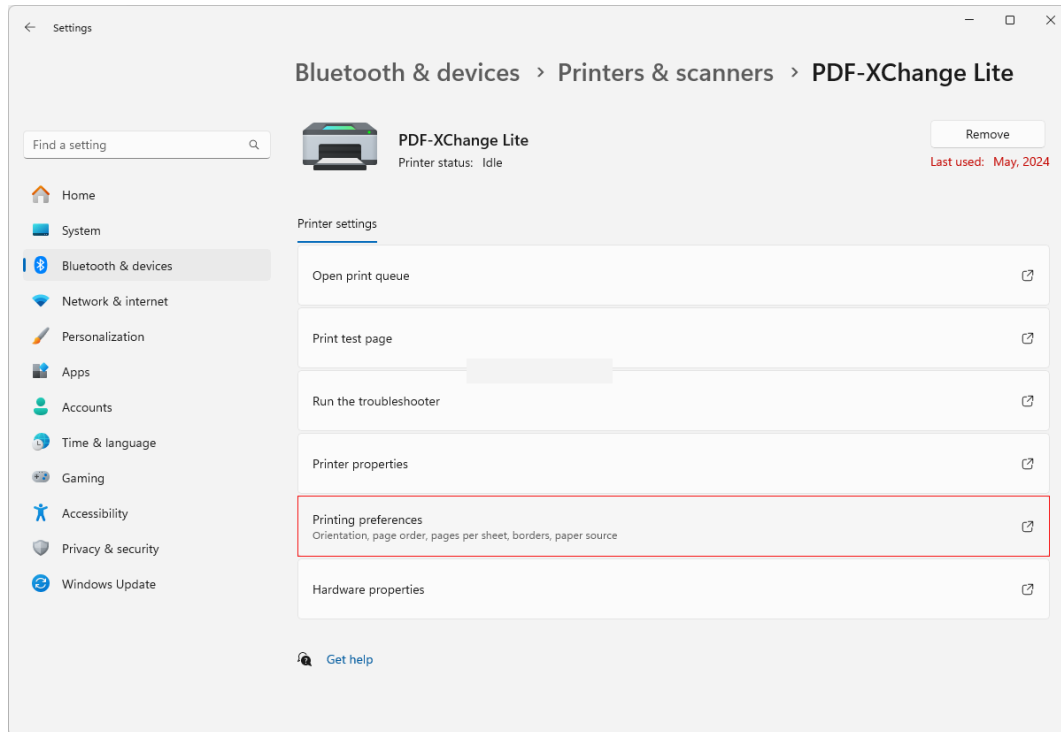 Settings
Bluetooth & devices › Printers & scanners › PDF-XChange Lite
Find a setting
Home
System
Bluetooth & devices
Network & internet
Personalization
Apps
Accounts
Time & language
Gaming
Accessibility
Privacy & security
Windows Update
PDF-XChange Lite
Printer status: Idle
Remove
Last used: May, 2024
Printer settings
Open print queue
Print test page
Run the troubleshooter
Printer properties
Printing preferences
Orientation, page order, pages per sheet, borders, paper source
Hardware properties
Get help